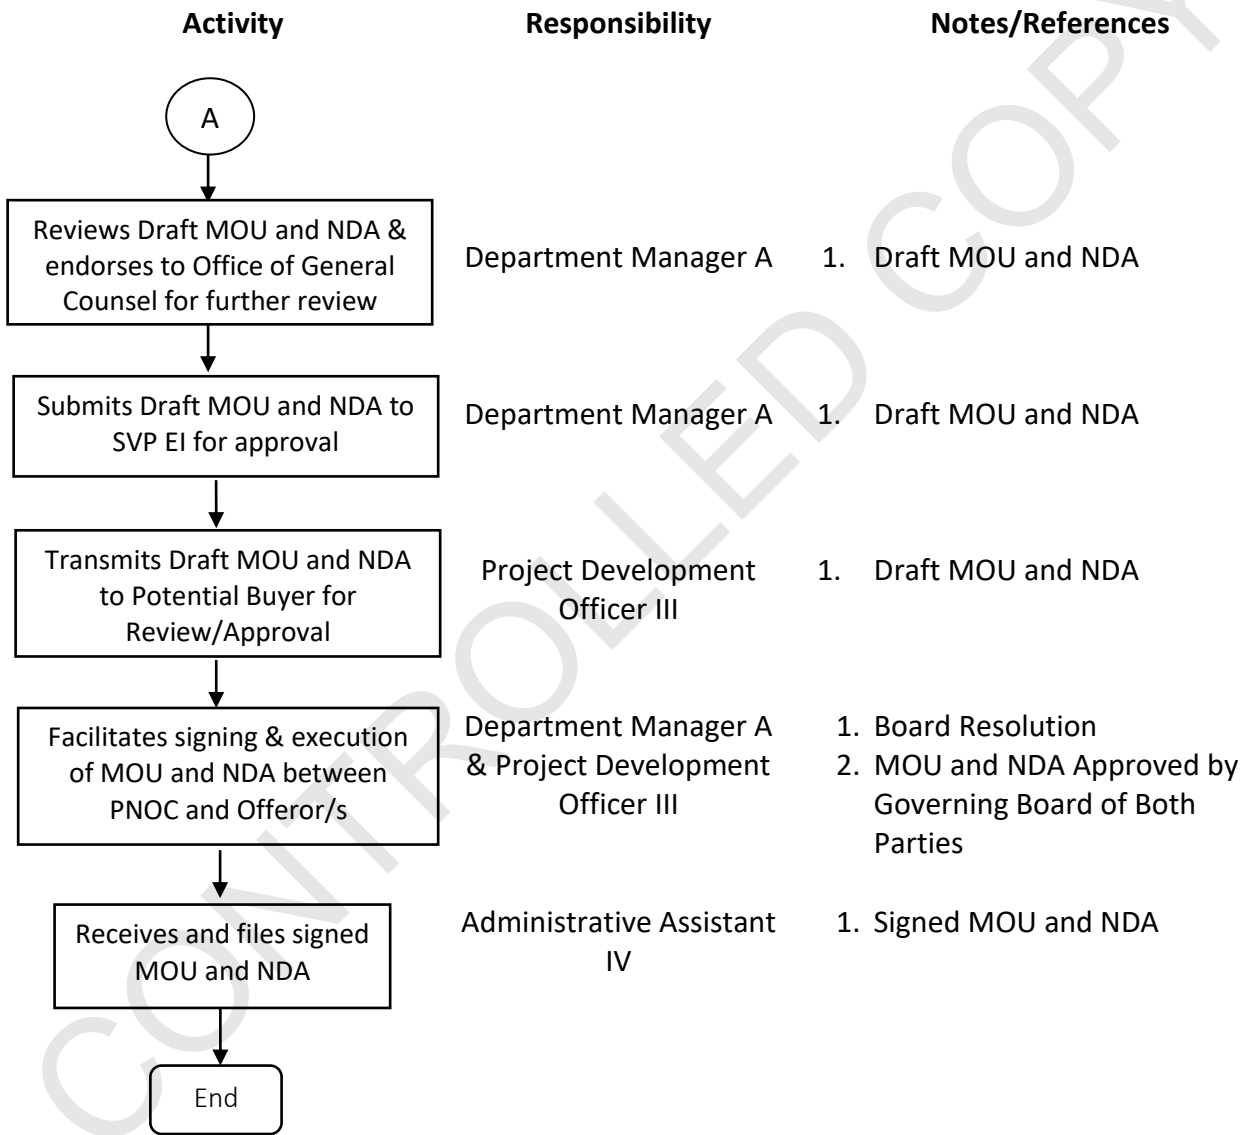 Activity Responsibility Notes/References
A
Reviews Draft MOU and NDA &
endorses to Office of General
Counsel for further review
Department Manager A
1. Draft MOU and NDA
Submits Draft MOU and NDA to
SVP EI for approval
Department Manager A
1. Draft MOU and NDA
Transmits Draft MOU and NDA
to Potential Buyer for
Review/Approval
Project Development
Officer III
1. Draft MOU and NDA
Facilitates signing & execution
of MOU and NDA between
PNOC and Offeror/s
Department Manager A
& Project Development
Officer III
1. Board Resolution
2. MOU and NDA Approved by
Governing Board of Both
Parties
Receives and files signed
MOU and NDA
Administrative Assistant
IV
1. Signed MOU and NDA
End
CONTROLLED COPY